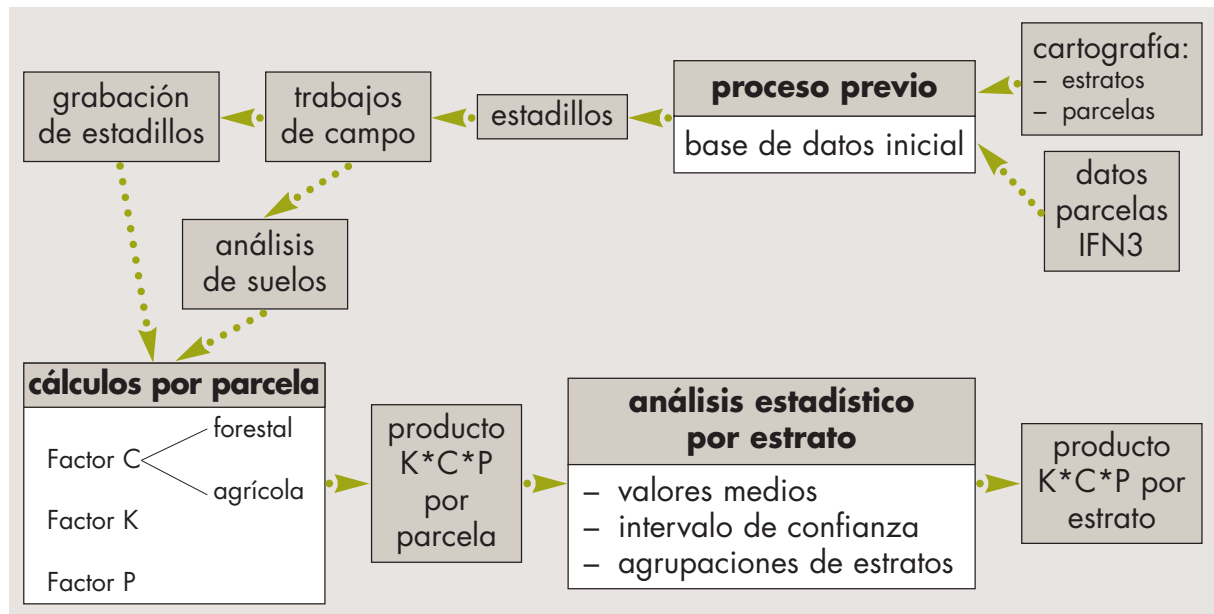 cartografía:
– estratos
– parcelas
datos
parcelas
IFN3
proceso previo
base de datos inicial
estadillos
trabajos
de campo
grabación
de estadillos
análisis
de suelos
cálculos por parcela
Factor C
forestal
agrícola
Factor K
Factor P
producto
K*C*P
por
parcela
análisis estadístico
por estrato
– valores medios
– intervalo de confianza
– agrupaciones de estratos
producto
K*C*P por
estrato